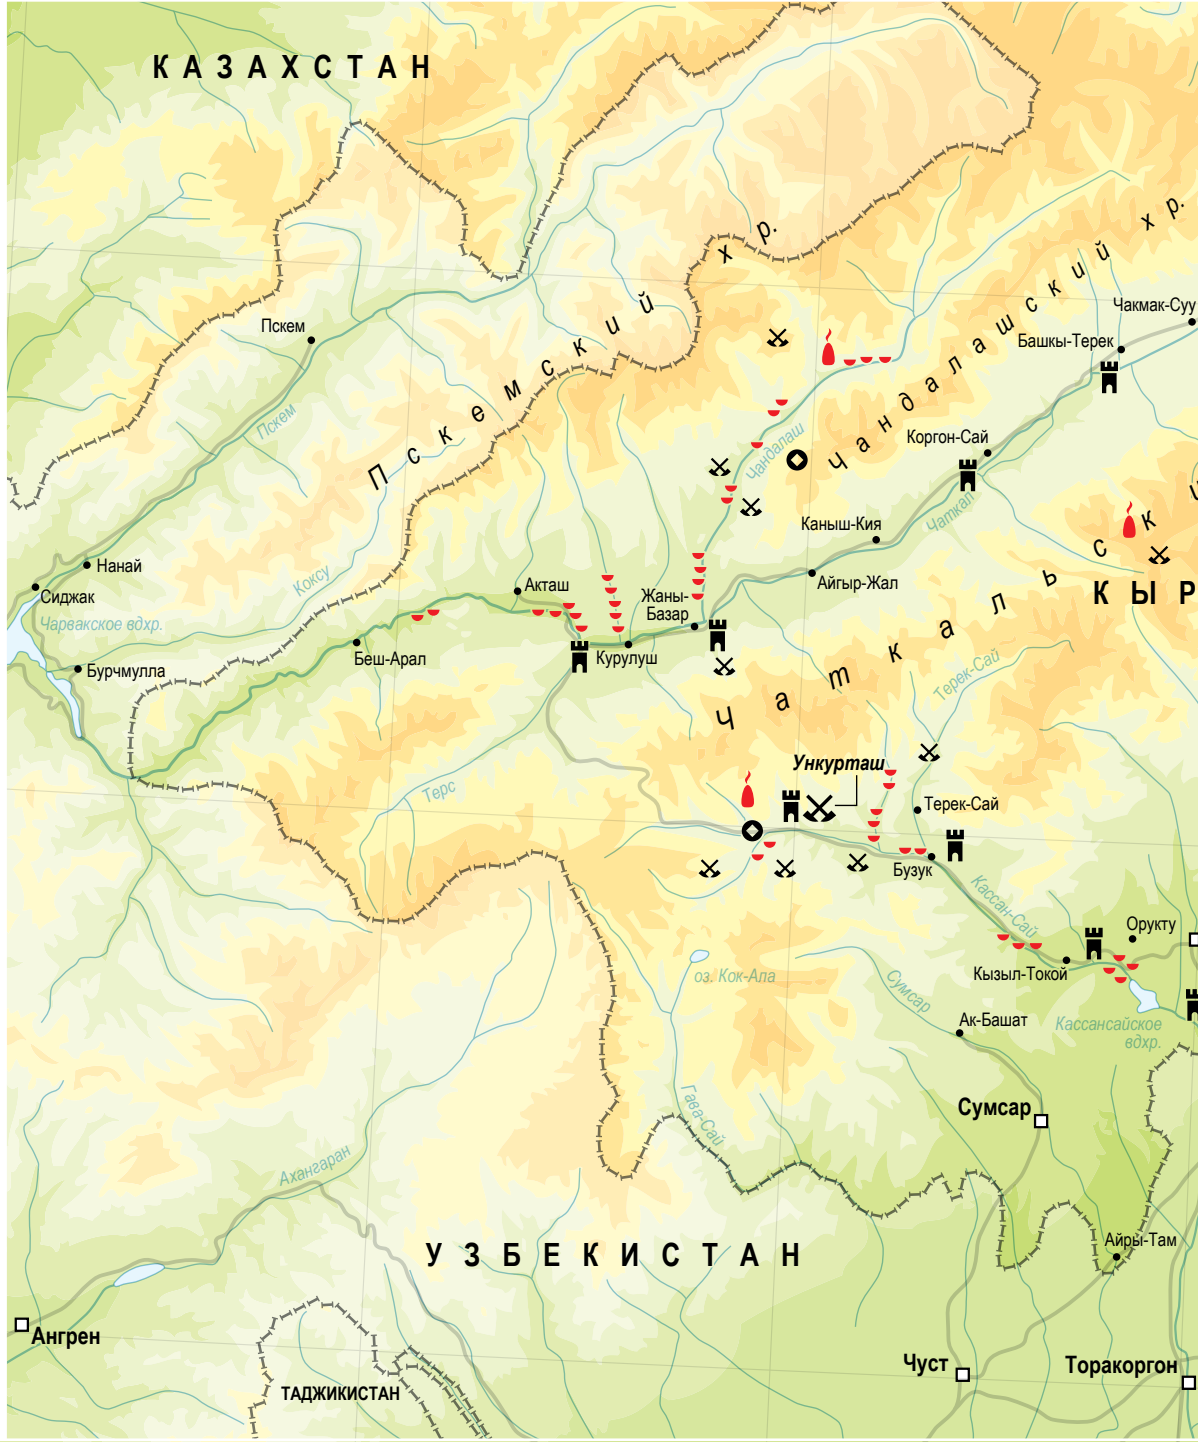 КАЗАХСТАН
Пскемский хр.
Чандалашский хр.
Чакмак-Суу
Пскем
Башкы-Терек
Пскем
Чандалаш
Коргон-Сай
Каныш-Кия
Чаткал
Нанай
Айгыр-Жал
Сиджак
Коксу
Акташ
Жаны-
Базар
КЫР
Чарвакское вдхр.
Беш-Арал
Курулуш
Бурчмулла
Терек-Сай
Чаткальск
Ункурташ
Терс
Терек-Сай
Бузук
Кассан-Сай
Орукту
оз. Кок-Ала
Кызыл-Токой
Сумсар
Ак-Башат
Кассансайское
вдхр.
Гава-Сай
Сумсар
Ахангаран
УЗБЕКИСТАН
Айры-Там
Ангрен
Чуст
Торакоргон
ТАДЖИКИСТАН